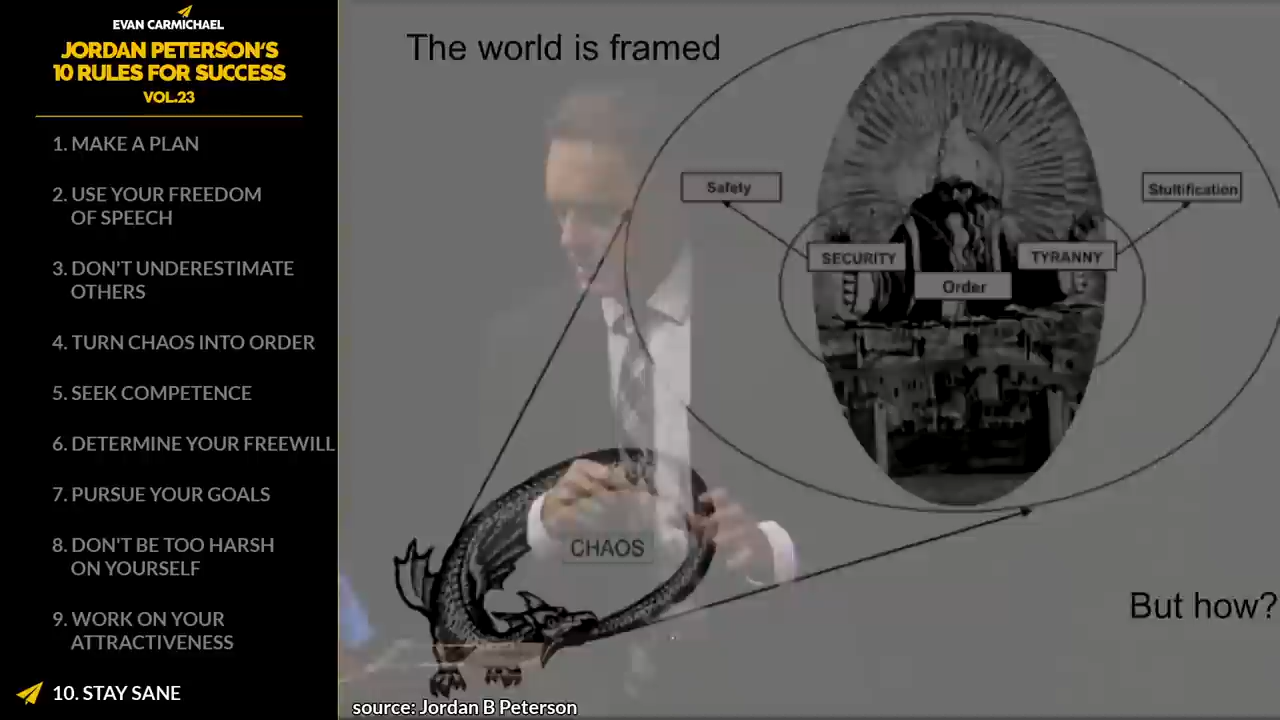 EVAN CARMICHAEL
JORDAN PETERSON'S
10 RULES FOR SUCCESS
VOL.23
1. MAKE A PLAN
2. USE YOUR FREEDOM
OF SPEECH
3. DON'T UNDERESTIMATE
OTHERS
4. TURN CHAOS INTO ORDER
5. SEEK COMPETENCE
6. DETERMINE YOUR FREEWILL
7. PURSUE YOUR GOALS
8. DON'T BE TOO HARSH
ON YOURSELF
9. WORK ON YOUR
ATTRACTIVENESS
10. STAY SANE
The world is framed
Safety
Stultification
SECURITY
TYRANNY
Order
CHAOS
But how?
source: Jordan B Peterson